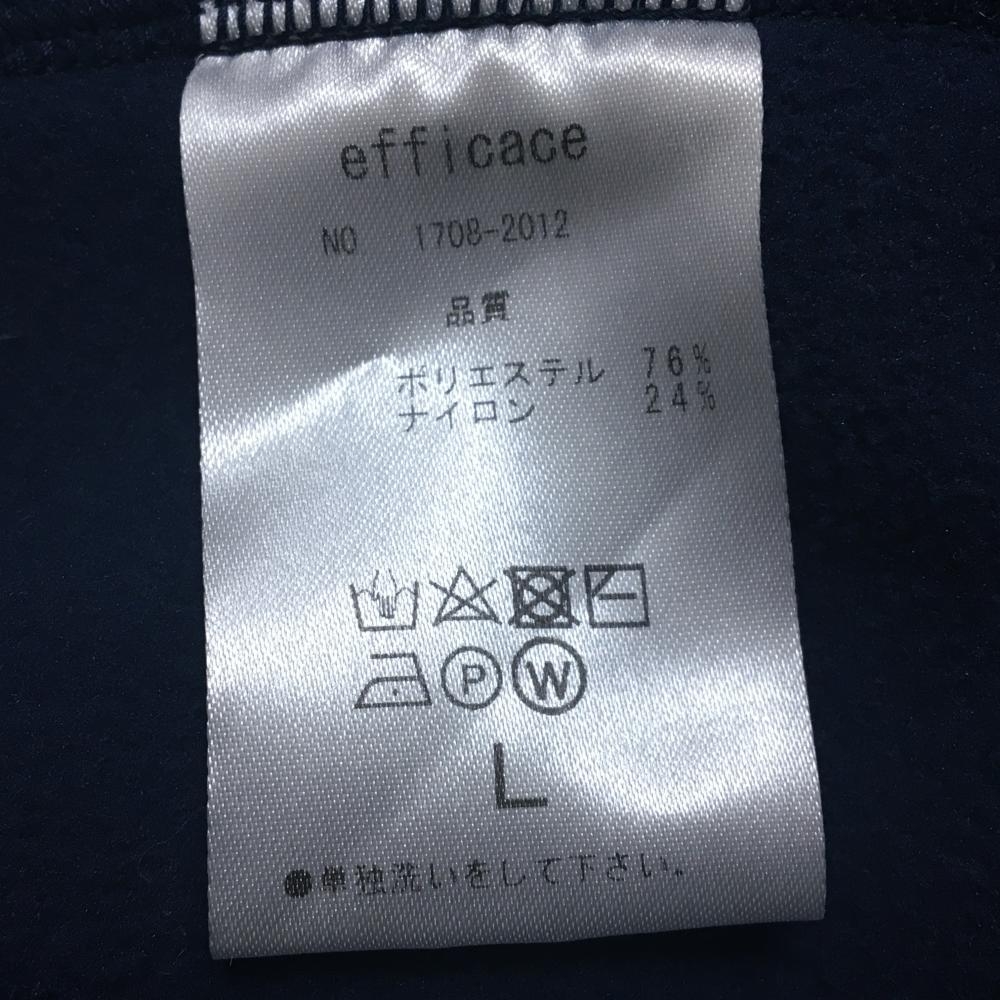 efficace
NO 1708-2012
品質
ポリエステル 76%
ナイロン 24%
P W
L
●単独洗いをして下さい。